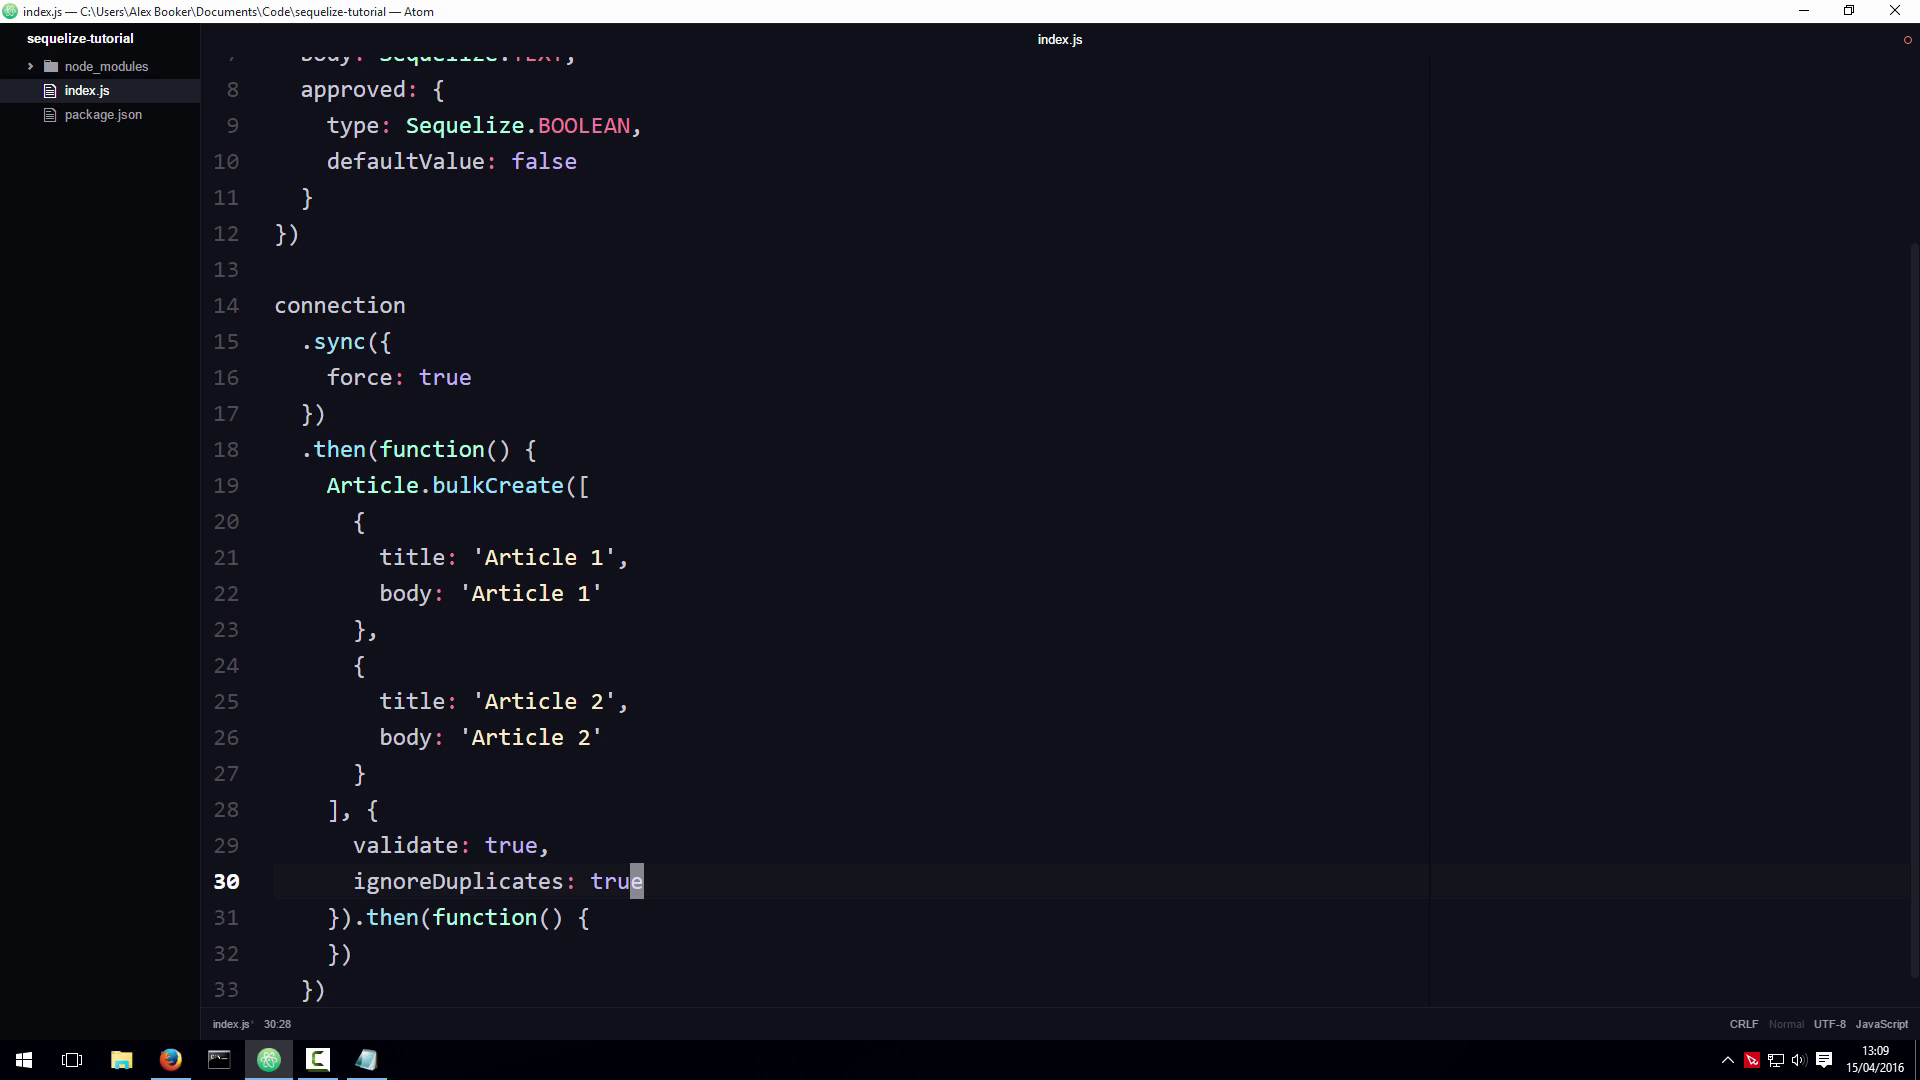 index.js — C:\Users\Alex Booker\Documents\Code\sequelize-tutorial — Atom
sequelize-tutorial
node_modules
index.js
package.json
index.js
7 body: Sequelize.TEXT,
8 approved: {
9 type: Sequelize.BOOLEAN,
10 defaultValue: false
11 }
12 })
13
14 connection
15 .sync({
16 force: true
17 })
18 .then(function() {
19 Article.bulkCreate([
20 {
21 title: 'Article 1',
22 body: 'Article 1'
23 },
24 {
25 title: 'Article 2',
26 body: 'Article 2'
27 }
28 ], {
29 validate: true,
30 ignoreDuplicates: true
31 }).then(function() {
32 })
33 })
index.js* 30:28
CRLF Normal UTF-8 JavaScript
13:09
15/04/2016